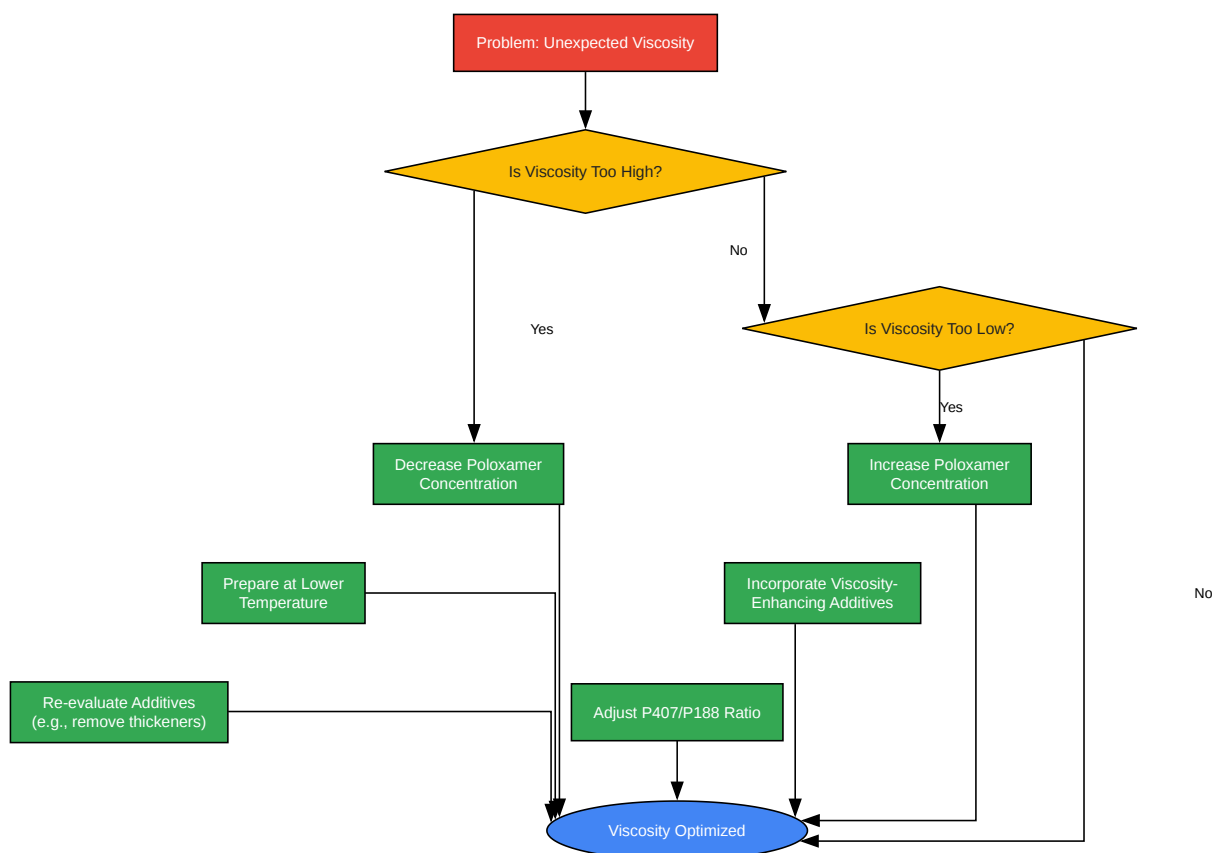 Problem: Unexpected Viscosity
Is Viscosity Too High?
No
Yes
Is Viscosity Too Low?
Yes
Decrease Poloxamer
Concentration
Increase Poloxamer
Concentration
Prepare at Lower
Temperature
Incorporate Viscosity-
Enhancing Additives
No
Re-evaluate Additives
(e.g., remove thickeners)
Adjust P407/P188 Ratio
Viscosity Optimized